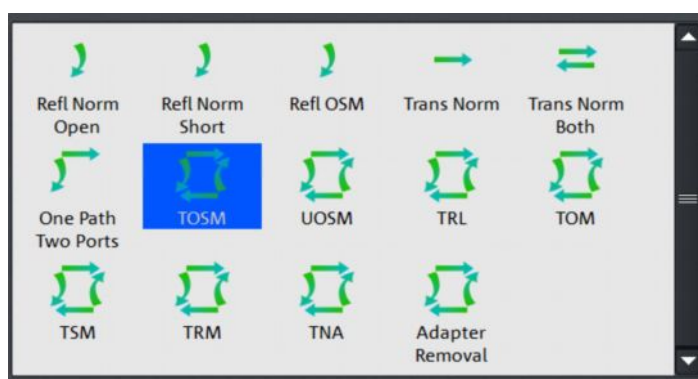 Refl Norm Open
Refl Norm Short
Refl OSM
Trans Norm
Trans Norm Both
One Path Two Ports
TOSM
UOSM
TRL
TOM
TSM
TRM
TNA
Adapter Removal